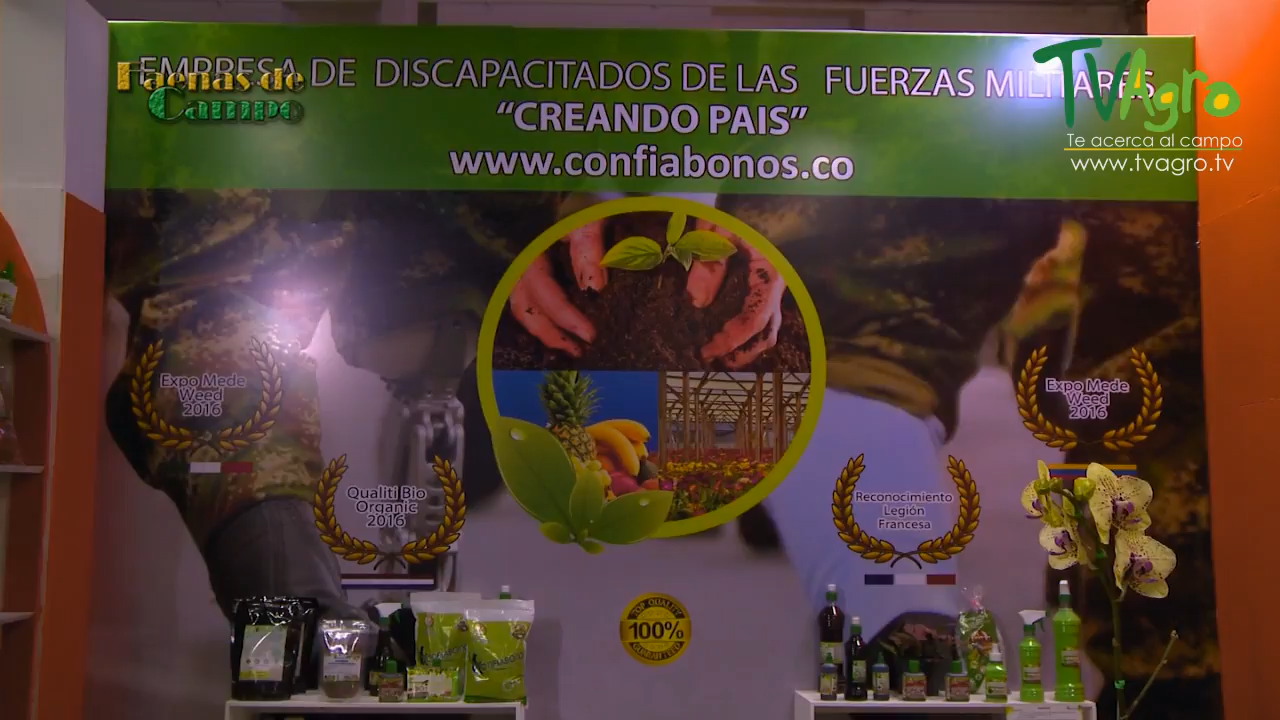 EMPRESA DE DISCAPACITADOS DE LAS FUERZAS MILITARES
"CREANDO PAIS"
www.confiabonos.co
Faenas de
Campo
TVAgro
Te acerca al campo
www.tvagro.tv
Expo Mede
Weed
2016
Qualiti Bio
Organic
2016
Reconocimiento
Legión
Francesa
Expo Mede
Weed
2016
TOP QUALITY
100%